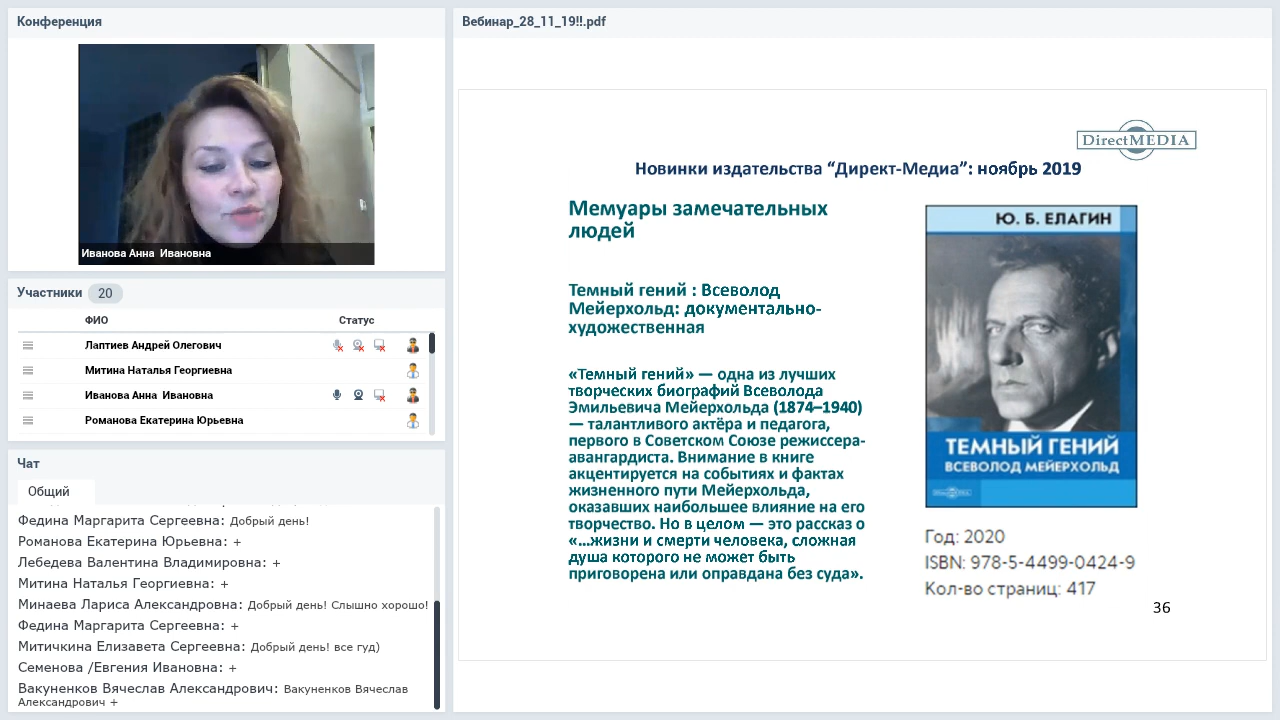 Конференция
Иванова Анна Ивановна
Участники 20
ФИО Статус
Лаптиев Андрей Олегович
Митина Наталья Георгиевна
Иванова Анна Ивановна
Романова Екатерина Юрьевна
Чат
Общий
Федина Маргарита Сергеевна: Добрый день!
Романова Екатерина Юрьевна: +
Лебедева Валентина Владимировна: +
Митина Наталья Георгиевна: +
Минаева Лариса Александровна: Добрый день! Слышно хорошо!
Федина Маргарита Сергеевна: +
Митичкина Елизавета Сергеевна: Добрый день! все гуд)
Семенова /Евгения Ивановна: +
Вакуненков Вячеслав Александрович: Вакуненков Вячеслав
Александрович +
Вебинар_28_11_19!!.pdf
DirectMEDIA
Новинки издательства “Директ-Медиа”: ноябрь 2019
Мемуары замечательных
людей
Темный гений : Всеволод
Мейерхольд: документально-
художественная
«Темный гений» — одна из лучших
творческих биографий Всеволода
Эмильевича Мейерхольда (1874–1940)
— талантливого актёра и педагога,
первого в Советском Союзе режиссера-
авангардиста. Внимание в книге
акцентируется на событиях и фактах
жизненного пути Мейерхольда,
оказавших наибольшее влияние на его
творчество. Но в целом — это рассказ о
«…жизни и смерти человека, сложная
душа которого не может быть
приговорена или оправдана без суда».
Ю. Б. ЕЛАГИН
ТЕМНЫЙ ГЕНИЙ
ВСЕВОЛОД МЕЙЕРХОЛЬД
Год: 2020
ISBN: 978-5-4499-0424-9
Кол-во страниц: 417
36